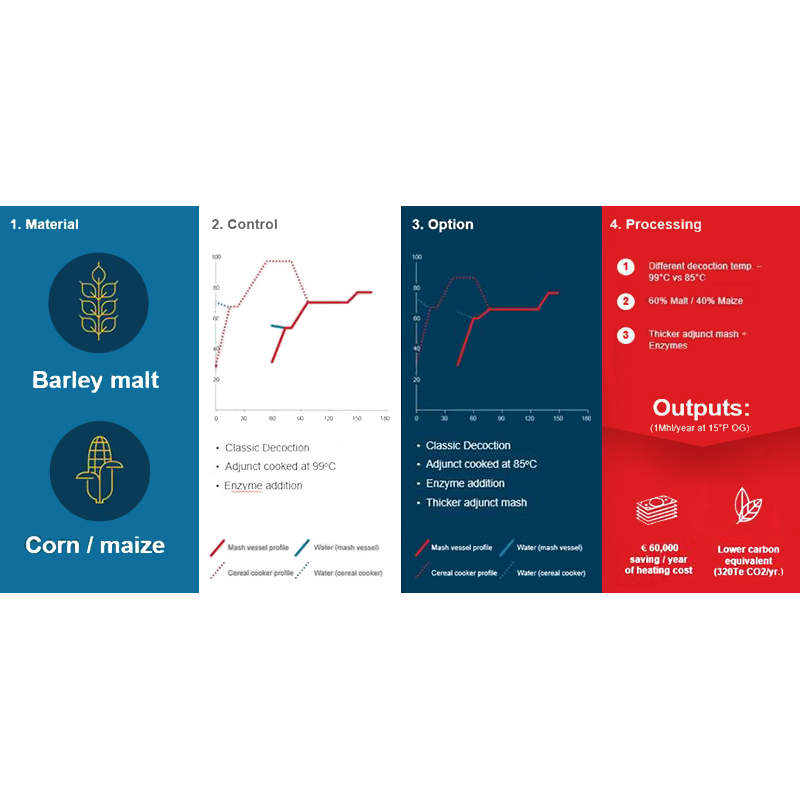 1. Material
Barley malt
Corn / maize
2. Control
100
80
60
40
20
0 30 60 90 120 150 180
• Classic Decoction
• Adjunct cooked at 99ºC
• Enzyme addition
Mash vessel profile
Water (mash vessel)
Cereal cooker profile
Water (cereal cooker)
3. Option
100
80
60
40
20
0 30 60 90 120 150 180
• Classic Decoction
• Adjunct cooked at 85ºC
• Enzyme addition
• Thicker adjunct mash
Mash vessel profile
Water (mash vessel)
Cereal cooker profile
Water (cereal cooker)
4. Processing
1 Different decoction temp. –
99°C vs 85°C
2 60% Malt / 40% Maize
3 Thicker adjunct mash +
Enzymes
Outputs:
(1Mhl/year at 15°P OG):
€ 60,000
saving / year
of heating cost
Lower carbon
equivalent
(320Te CO2/yr.)